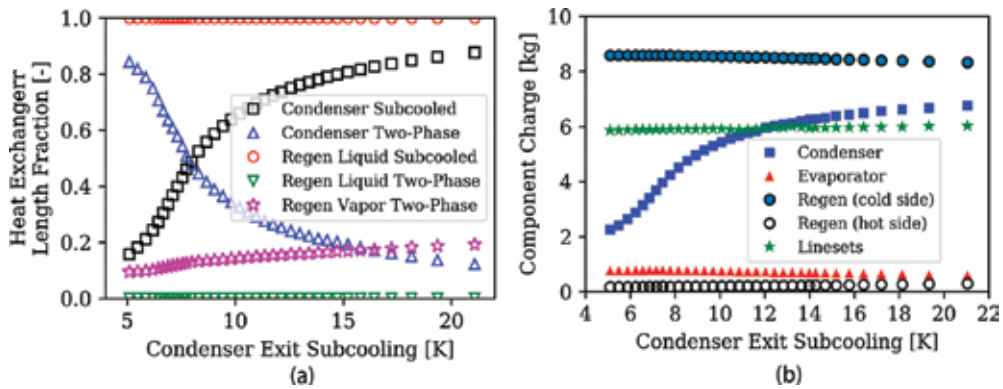 Heat Exchangerr
Length Fraction [-]
1.0
0.8
0.6
0.4
0.2
0.0
Condenser Subcooled
Condenser Two-Phase
Regen Liquid Subcooled
Regen Liquid Two-Phase
Regen Vapor Two-Phase
5 10 15 20
Condenser Exit Subcooling [K]
(a)
Component Charge [kg]
10
8
6
4
2
0
Condenser
Evaporator
Regen (cold side)
Regen (hot side)
Linesets
4 6 8 10 12 14 16 18 20 22
Condenser Exit Subcooling [K]
(b)